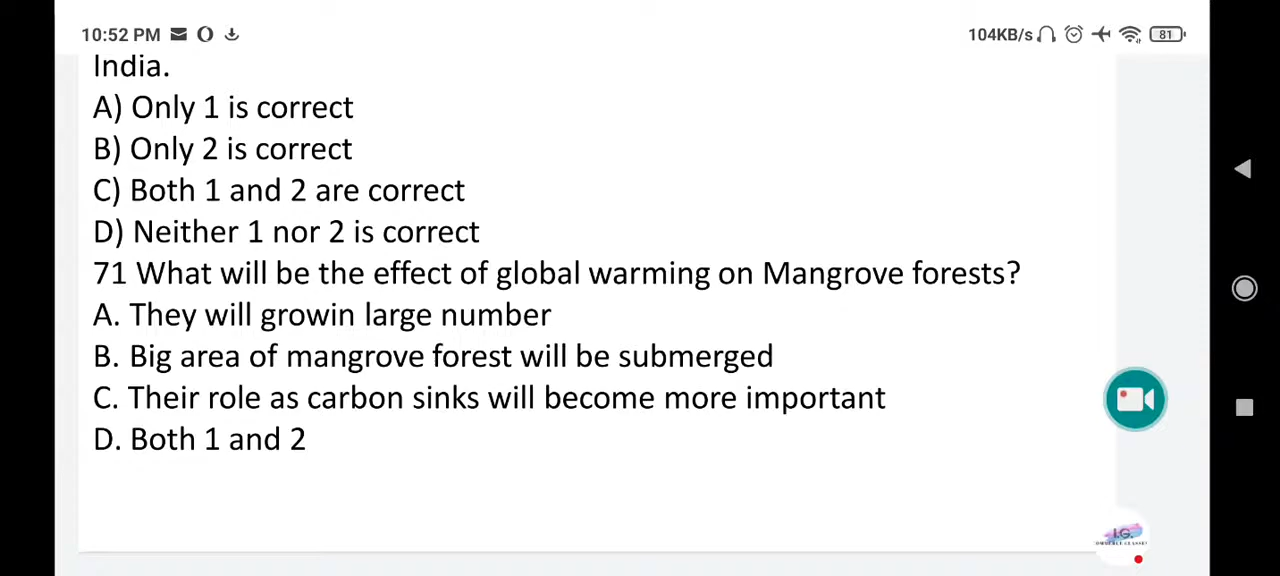 10:52 PM
104KB/s 81
India.
A) Only 1 is correct
B) Only 2 is correct
C) Both 1 and 2 are correct
D) Neither 1 nor 2 is correct
71 What will be the effect of global warming on Mangrove forests?
A. They will growin large number
B. Big area of mangrove forest will be submerged
C. Their role as carbon sinks will become more important
D. Both 1 and 2
I.G.